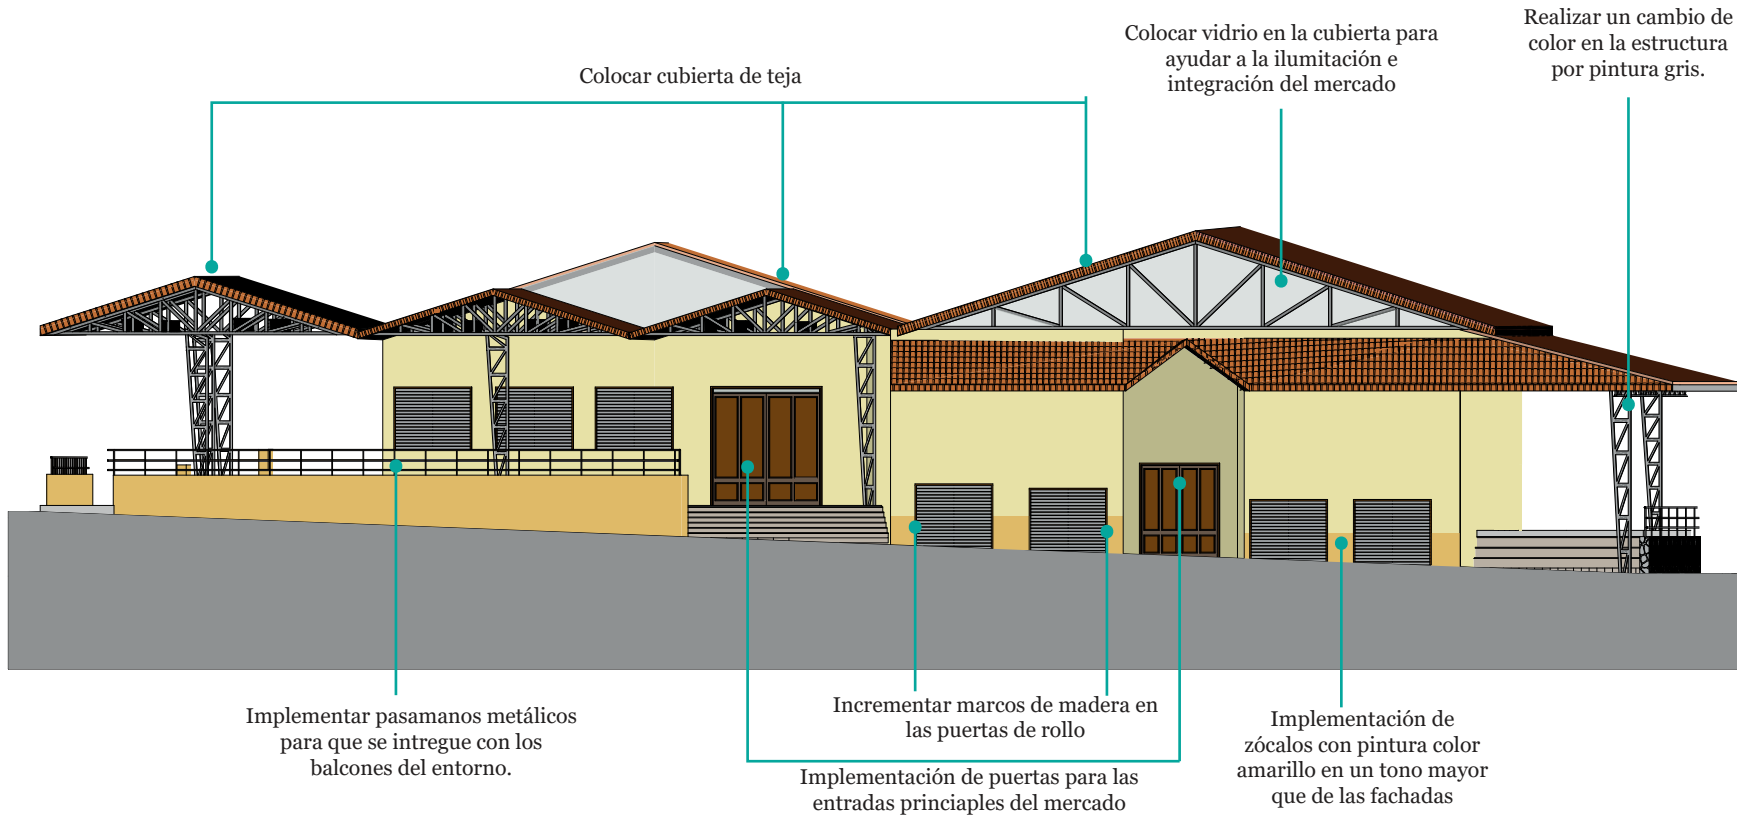 Realizar un cambio de
color en la estructura
por pintura gris.
Colocar vidrio en la cubierta para
ayudar a la ilumitación e
integración del mercado
Colocar cubierta de teja
Implementar pasamanos metálicos
para que se intregue con los
balcones del entorno.
Incrementar marcos de madera en
las puertas de rollo
Implementación de puertas para las
entradas princiaples del mercado
Implementación de
zócalos con pintura color
amarillo en un tono mayor
que de las fachadas